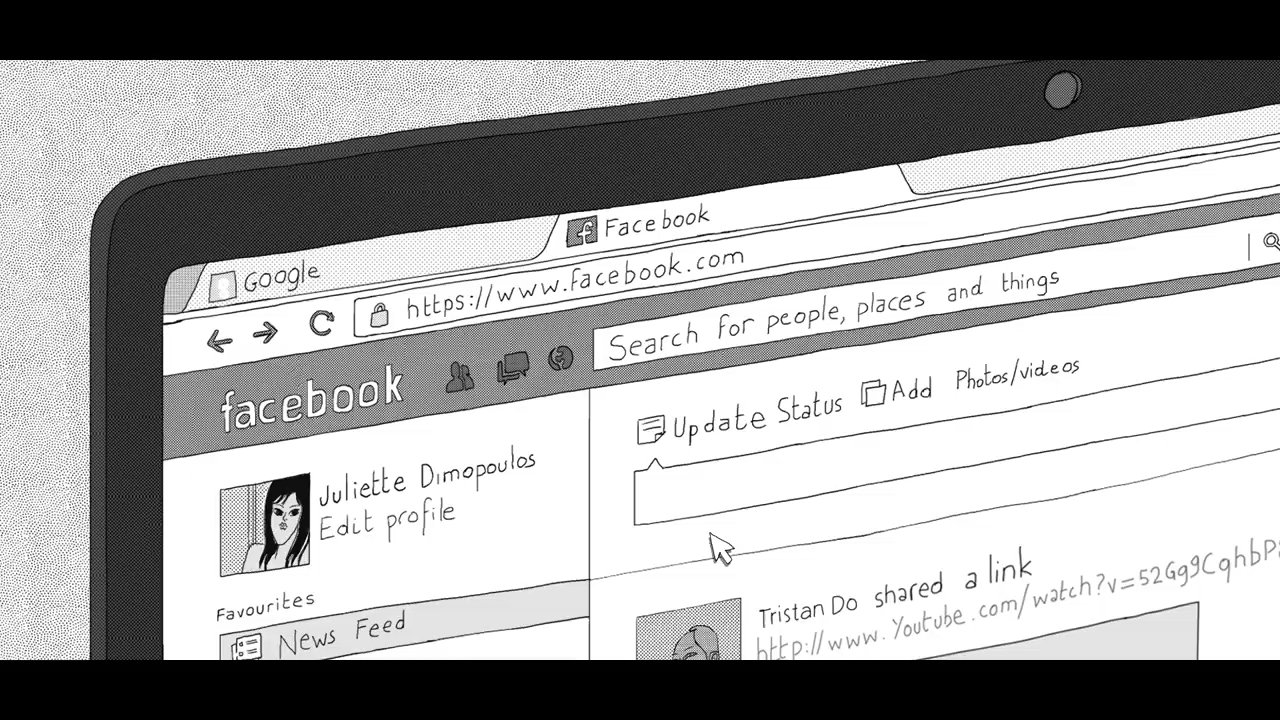 Google
Facebook
https://www.facebook.com
facebook
Search for people, places and things
Update Status
Add Photos/videos
Juliette Dimopoulos
Edit profile
Favourites
News Feed
Tristan Do shared a link
http://www.Youtube.com/watch?v=52Gg9CqhbP